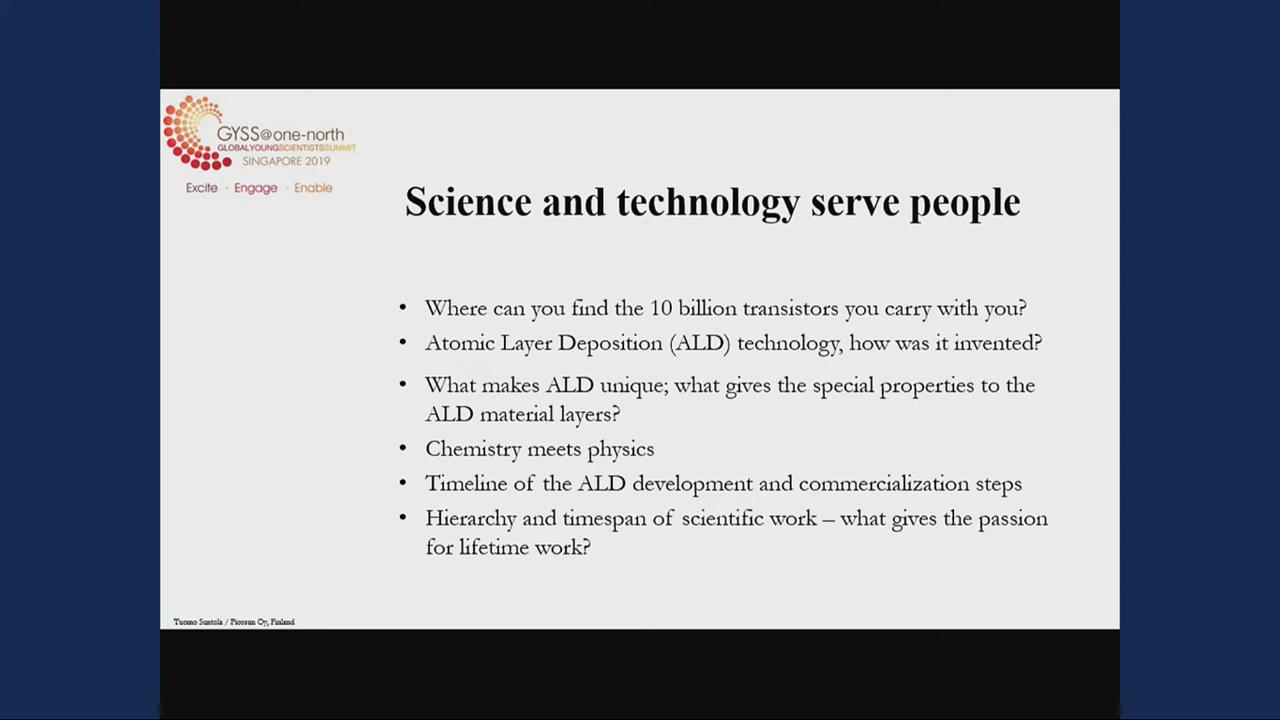 GYSS@one-north
GLOBALYOUNGSCIENTISTSSUMMIT
SINGAPORE 2019
Excite · Engage · Enable
Science and technology serve people
• Where can you find the 10 billion transistors you carry with you?
• Atomic Layer Deposition (ALD) technology, how was it invented?
• What makes ALD unique; what gives the special properties to the
ALD material layers?
• Chemistry meets physics
• Timeline of the ALD development and commercialization steps
• Hierarchy and timespan of scientific work – what gives the passion
for lifetime work?
Tuomo Suntola / Picosun Oy, Finland